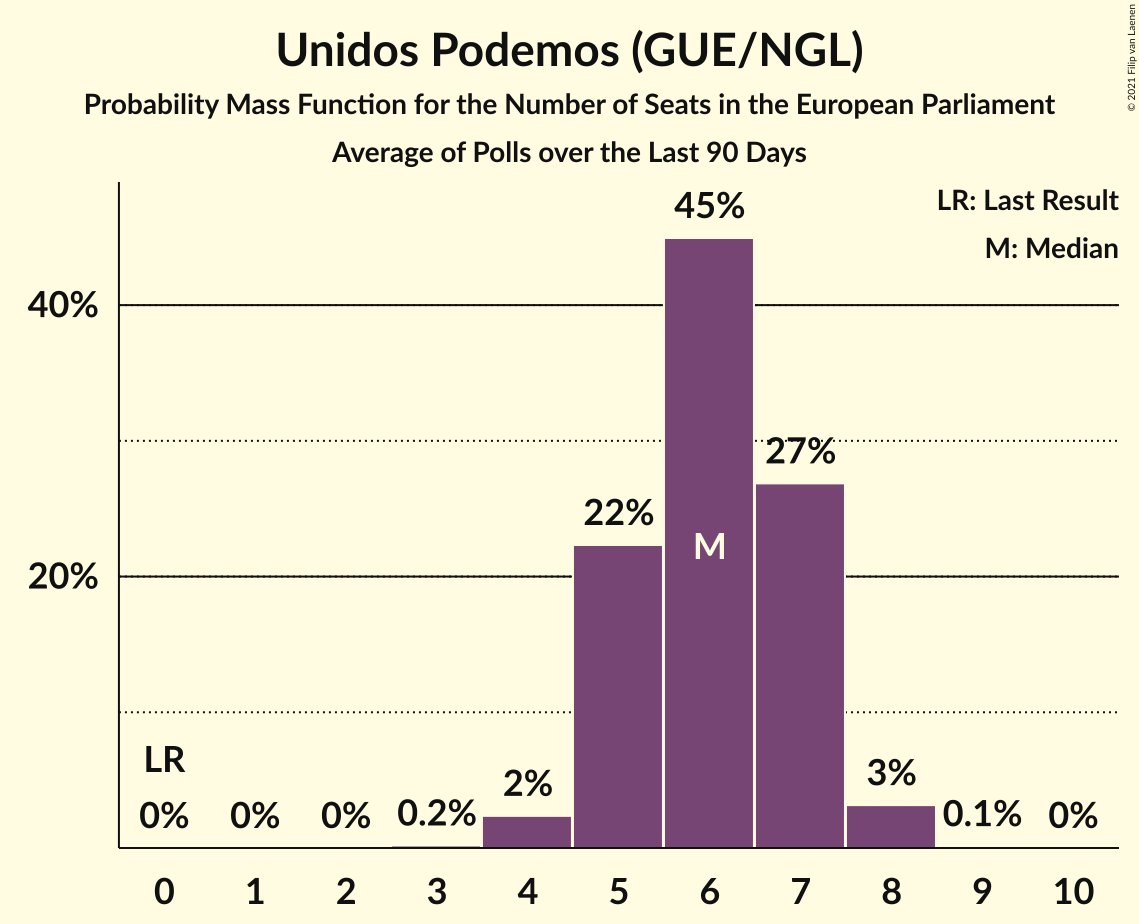 Unidos Podemos (GUE/NGL)
Probability Mass Function for the Number of Seats in the European Parliament
Average of Polls over the Last 90 Days
© 2021 Filip van Laenen
LR: Last Result
M: Median
45%
40%
27%
22%
M
20%
LR
0%
0%
0%
0.2%
2%
3%
0.1%
0%
0 1 2 3 4 5 6 7 8 9 10